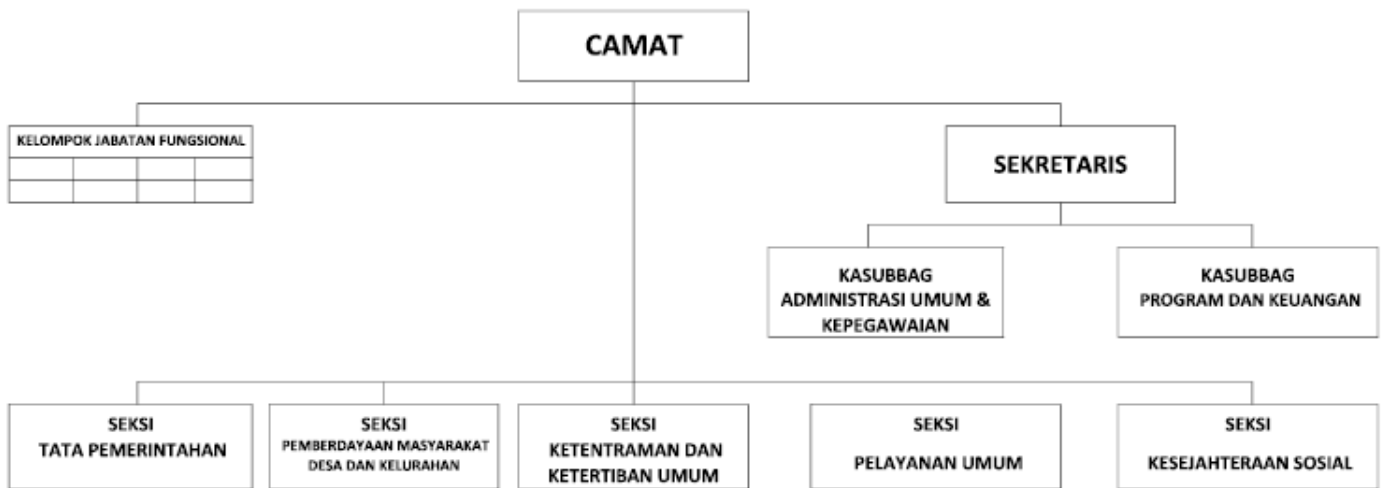 CAMAT
KELOMPOK JABATAN FUNGSIONAL
SEKRETARIS
KASUBBAG
ADMINISTRASI UMUM &
KEPEGAWAIAN
KASUBBAG
PROGRAM DAN KEUANGAN
SEKSI
TATA PEMERINTAHAN
SEKSI
PEMBERDAYAAN MASYARAKAT
DESA DAN KELURAHAN
SEKSI
KETENTRAMAN DAN
KETERTIBAN UMUM
SEKSI
PELAYANAN UMUM
SEKSI
KESEJAHTERAAN SOSIAL